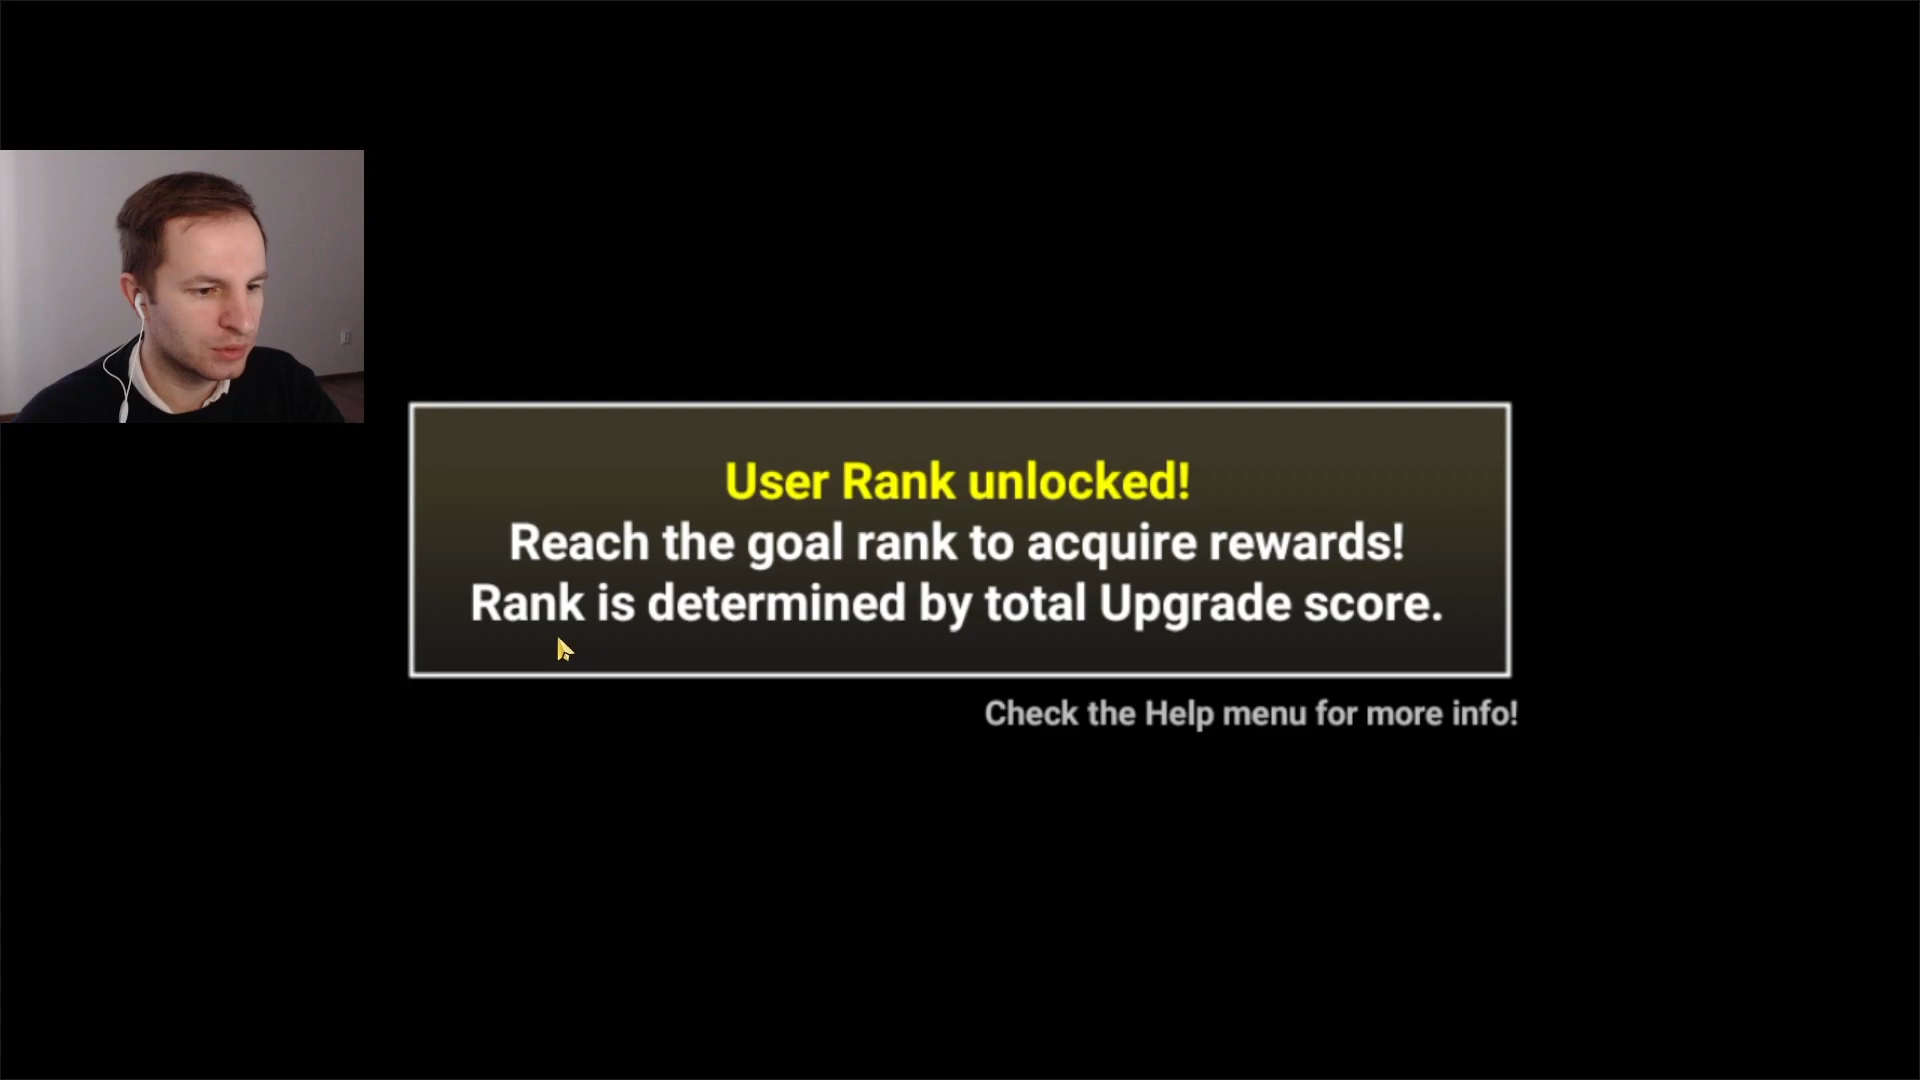 User Rank unlocked!
Reach the goal rank to acquire rewards!
Rank is determined by total Upgrade score.
Check the Help menu for more info!